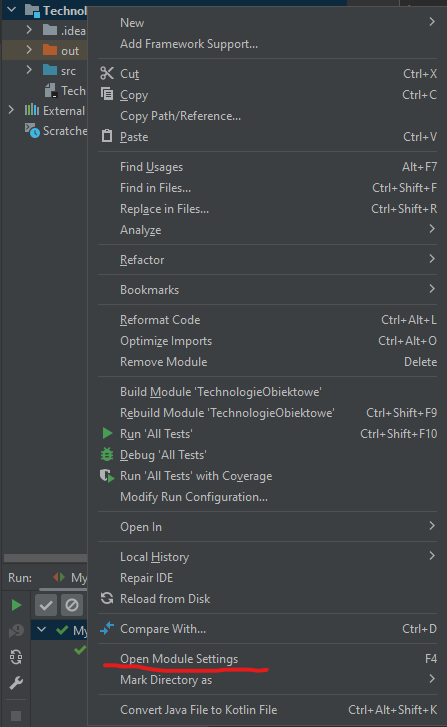 Technol
New
.idea
Add Framework Support...
out
src
Cut Ctrl+X
Tech
Copy Ctrl+C
External
Copy Path/Reference...
Scratche
Paste Ctrl+V
Find Usages Alt+F7
Find in Files... Ctrl+Shift+F
Replace in Files... Ctrl+Shift+R
Analyze
Refactor
Bookmarks
Reformat Code Ctrl+Alt+L
Optimize Imports Ctrl+Alt+O
Remove Module Delete
Build Module 'TechnologieObiektowe'
Rebuild Module 'TechnologieObiektowe' Ctrl+Shift+F9
Run 'All Tests' Ctrl+Shift+F10
Debug 'All Tests'
Run 'All Tests' with Coverage
Modify Run Configuration...
Open In
Local History
Run: My
Repair IDE
Reload from Disk
Compare With... Ctrl+D
My
Open Module Settings F4
Mark Directory as
Convert Java File to Kotlin File Ctrl+Alt+Shift+K